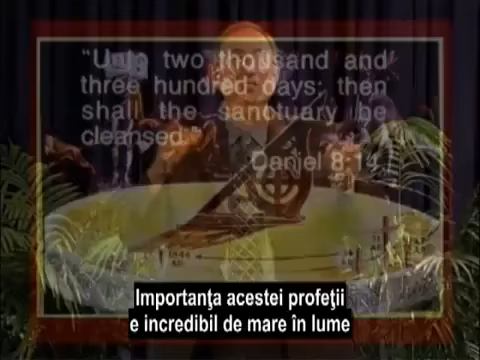 “Unto two thousand and
three hundred days; then
shall the sanctuary be
cleansed.”
Daniel 8:14
Importanţa acestei profeţii
e incredibil de mare în lume